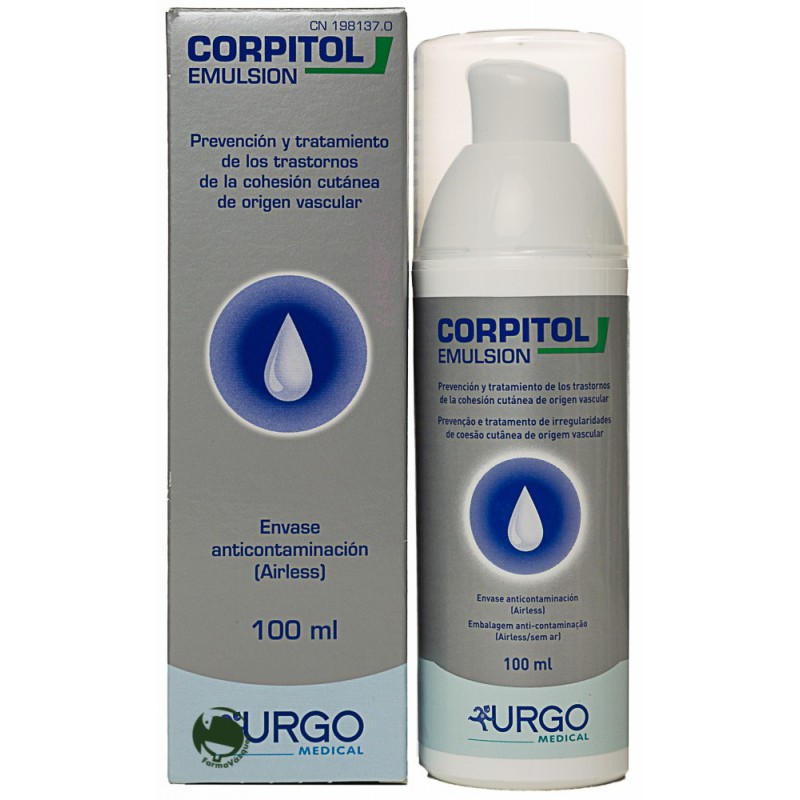 CN 198137.0
CORPITOL
EMULSION
Prevención y tratamiento
de los trastornos
de la cohesión cutánea
de origen vascular
Envase
anticontaminación
(Airless)
100 ml
URGO
MEDICAL
FarmaVázquez
CORPITOL
EMULSION
Prevención y tratamiento de los trastornos
de la cohesión cutánea de origen vascular
Prevenção e tratamento de irregularidades
de coesão cutânea de origem vascular
Envase anticontaminación
(Airless)
Embalagem anti-contaminação
(Airless/sem ar)
100 ml
URGO
MEDICAL